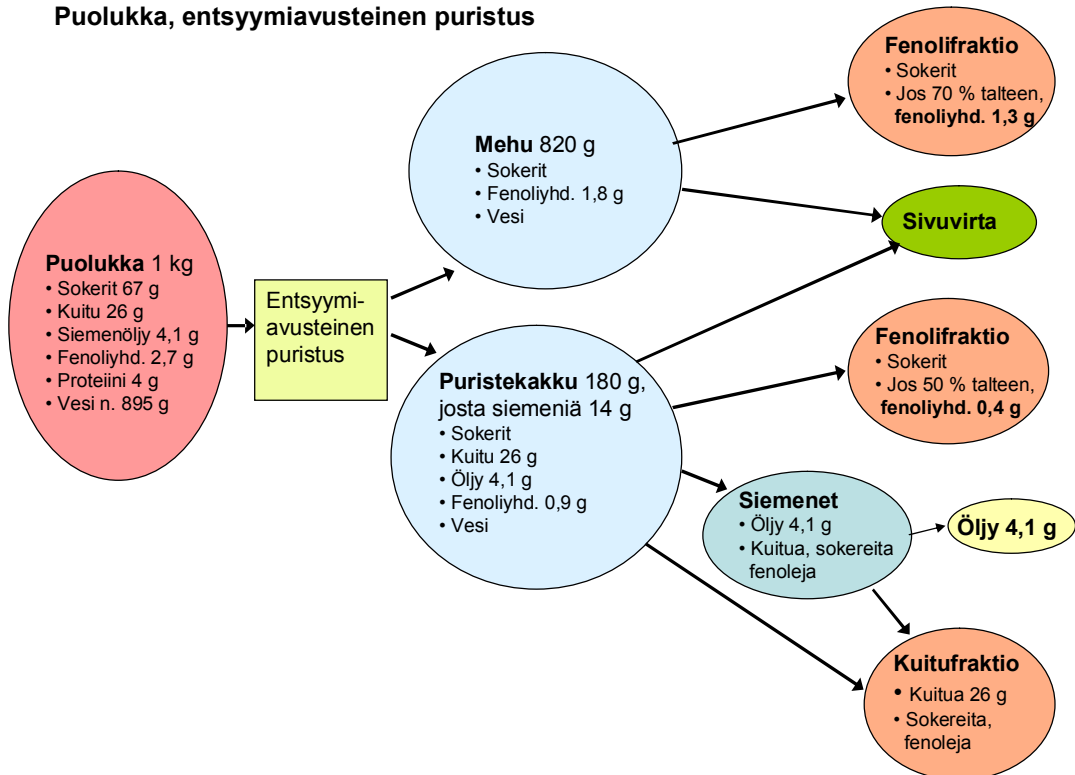 Puolukka, entsyymiavusteinen puristus
Puolukka 1 kg
• Sokerit 67 g
• Kuitu 26 g
• Siemenöljy 4,1 g
• Fenoliyhd. 2,7 g
• Proteiini 4 g
• Vesi n. 895 g
Entsyymi-
avusteinen
puristus
Mehu 820 g
• Sokerit
• Fenoliyhd. 1,8 g
• Vesi
Puristekakku 180 g,
josta siemeniä 14 g
• Sokerit
• Kuitu 26 g
• Öljy 4,1 g
• Fenoliyhd. 0,9 g
• Vesi
Fenolifraktio
• Sokerit
• Jos 70 % talteen,
fenoliyhd. 1,3 g
Sivuvirta
Fenolifraktio
• Sokerit
• Jos 50 % talteen,
fenoliyhd. 0,4 g
Siemenet
• Öljy 4,1 g
• Kuitua, sokereita
fenoleja
Öljy 4,1 g
Kuitufraktio
• Kuitua 26 g
• Sokereita,
fenoleja